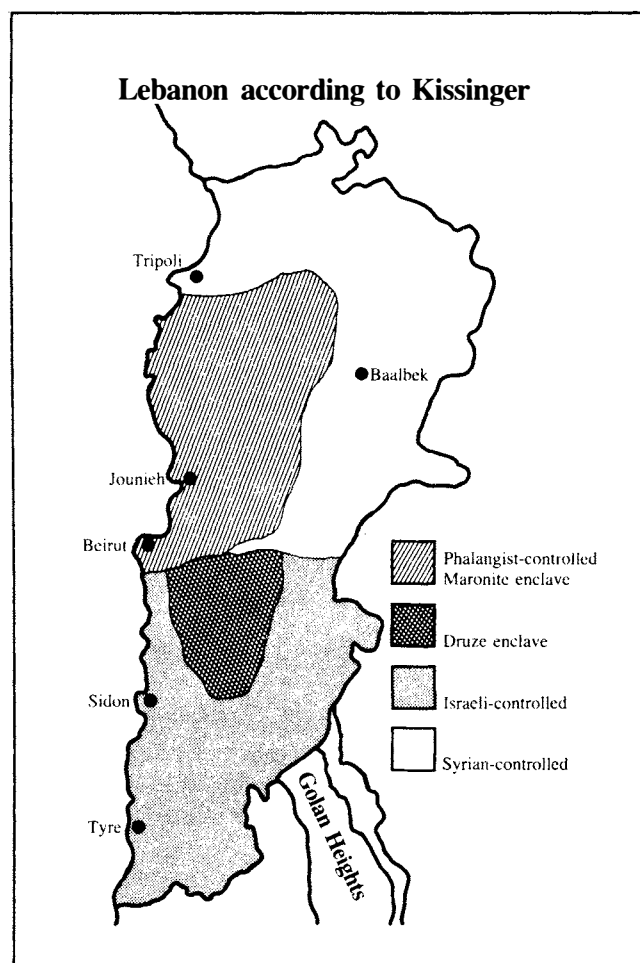 Lebanon according to Kissinger
Tripoli
Baalbek
Jounieh
Beirut
Phalangist-controlled
Maronite enclave
Druze enclave
Sidon
Israeli-controlled
Syrian-controlled
Golan Heights
Tyre